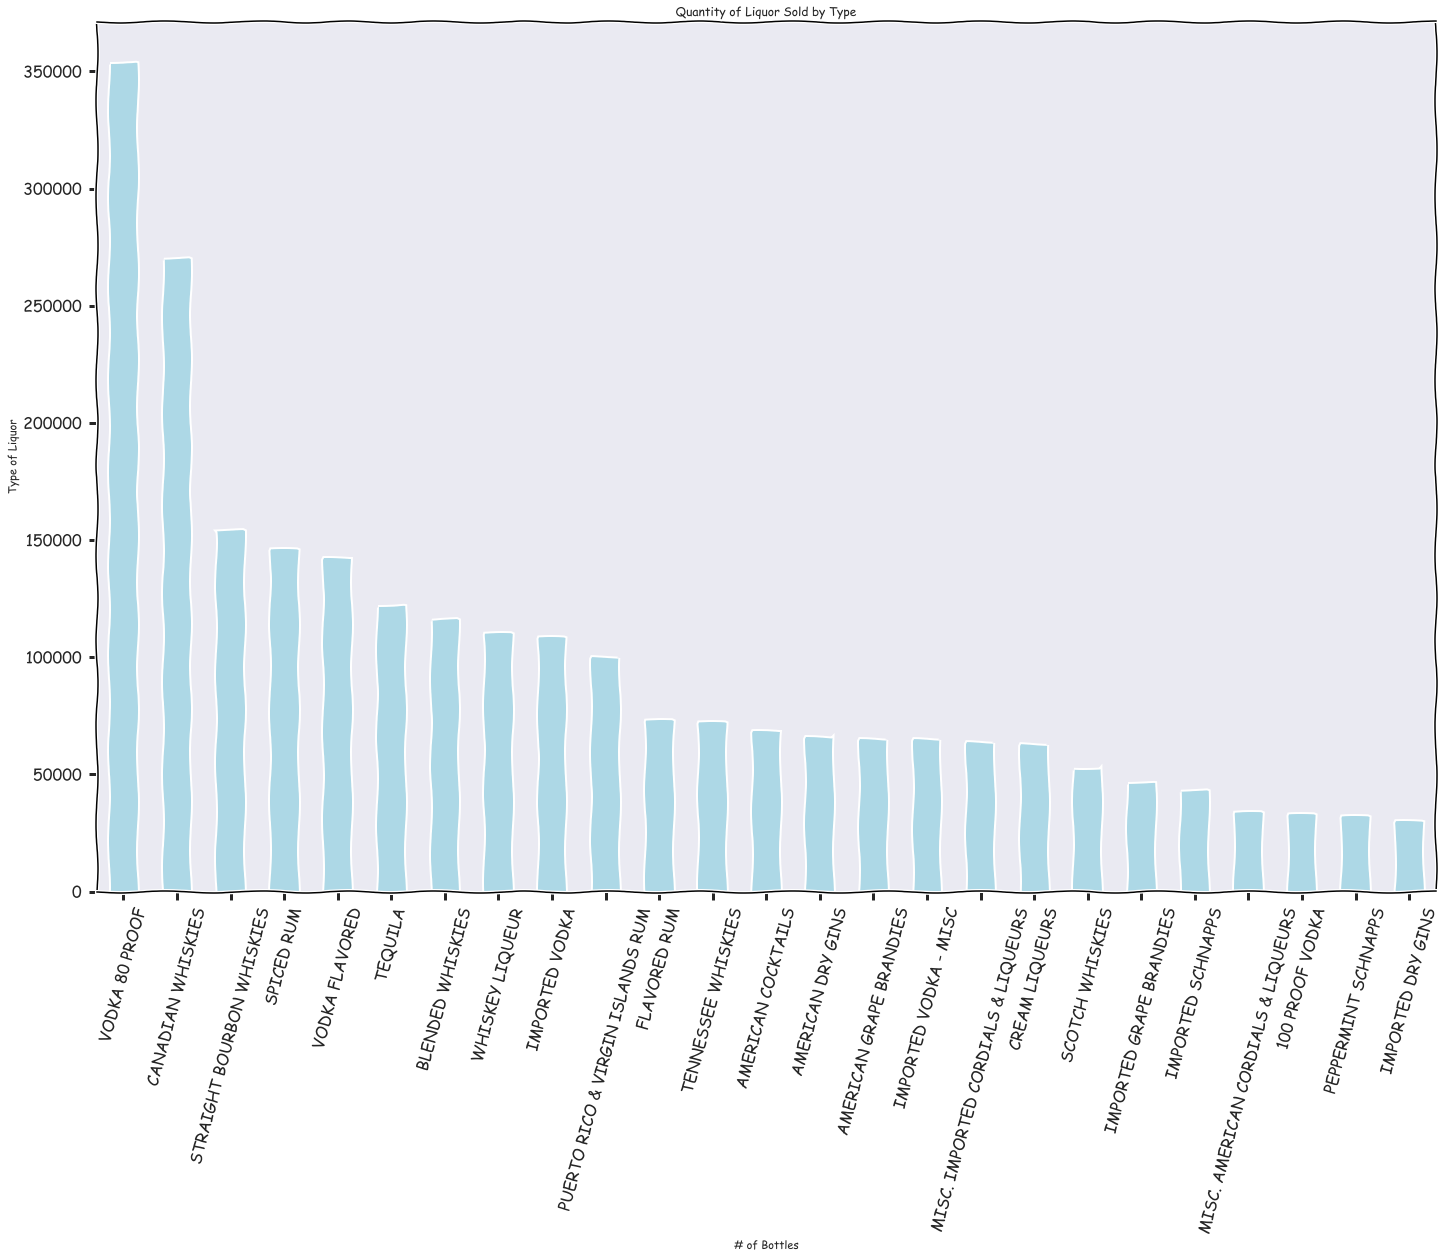 Quantity of Liquor Sold by Type
Type of Liquor
350000
300000
250000
200000
150000
100000
50000
0
VODKA 80 PROOF
CANADIAN WHISKIES
STRAIGHT BOURBON WHISKIES
SPICED RUM
VODKA FLAVORED
TEQUILA
BLENDED WHISKIES
WHISKEY LIQUEUR
IMPORTED VODKA
PUERTO RICO & VIRGIN ISLANDS RUM
FLAVORED RUM
TENNESSEE WHISKIES
AMERICAN COCKTAILS
AMERICAN DRY GINS
AMERICAN GRAPE BRANDIES
IMPORTED VODKA - MISC
MISC. IMPORTED CORDIALS & LIQUEURS
CREAM LIQUEURS
SCOTCH WHISKIES
IMPORTED GRAPE BRANDIES
IMPORTED SCHNAPPS
MISC. AMERICAN CORDIALS & LIQUEURS
100 PROOF VODKA
PEPPERMINT SCHNAPPS
IMPORTED DRY GINS
# of Bottles